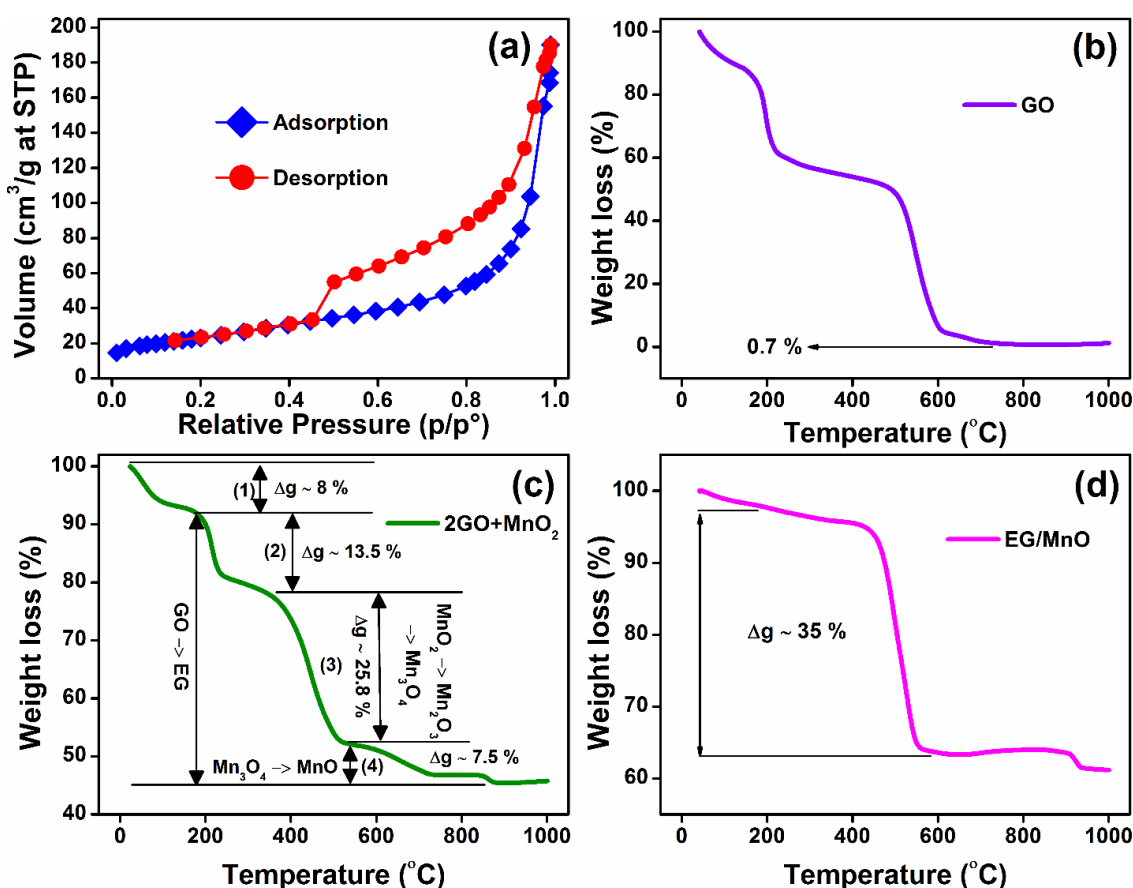 (a)
Adsorption
Desorption
Volume (cm³/g at STP)
200
180
160
140
120
100
80
60
40
20
0
0.0
0.2
0.4
0.6
0.8
1.0
Relative Pressure (p/p°)
(b)
GO
Weight loss (%)
100
80
60
40
20
0
0.7 %
0
200
400
600
800
1000
Temperature (°C)
(c)
2GO+MnO₂
Weight loss (%)
100
90
80
70
60
50
40
(1)
Δg ~ 8 %
(2)
Δg ~ 13.5 %
GO –> EG
(3)
Δg ~ 25.8 %
MnO₂ –> Mn₂O₃
–> Mn₃O₄
Mn₃O₄ –> MnO
(4)
Δg ~ 7.5 %
0
200
400
600
800
1000
Temperature (°C)
(d)
EG/MnO
Weight loss (%)
100
90
80
70
60
Δg ~ 35 %
0
200
400
600
800
1000
Temperature (°C)